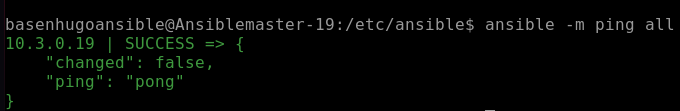 basenhugoansible@Ansiblemaster-19:/etc/ansible$ ansible -m ping all
10.3.0.19 | SUCCESS => {
    "changed": false,
    "ping": "pong"
}